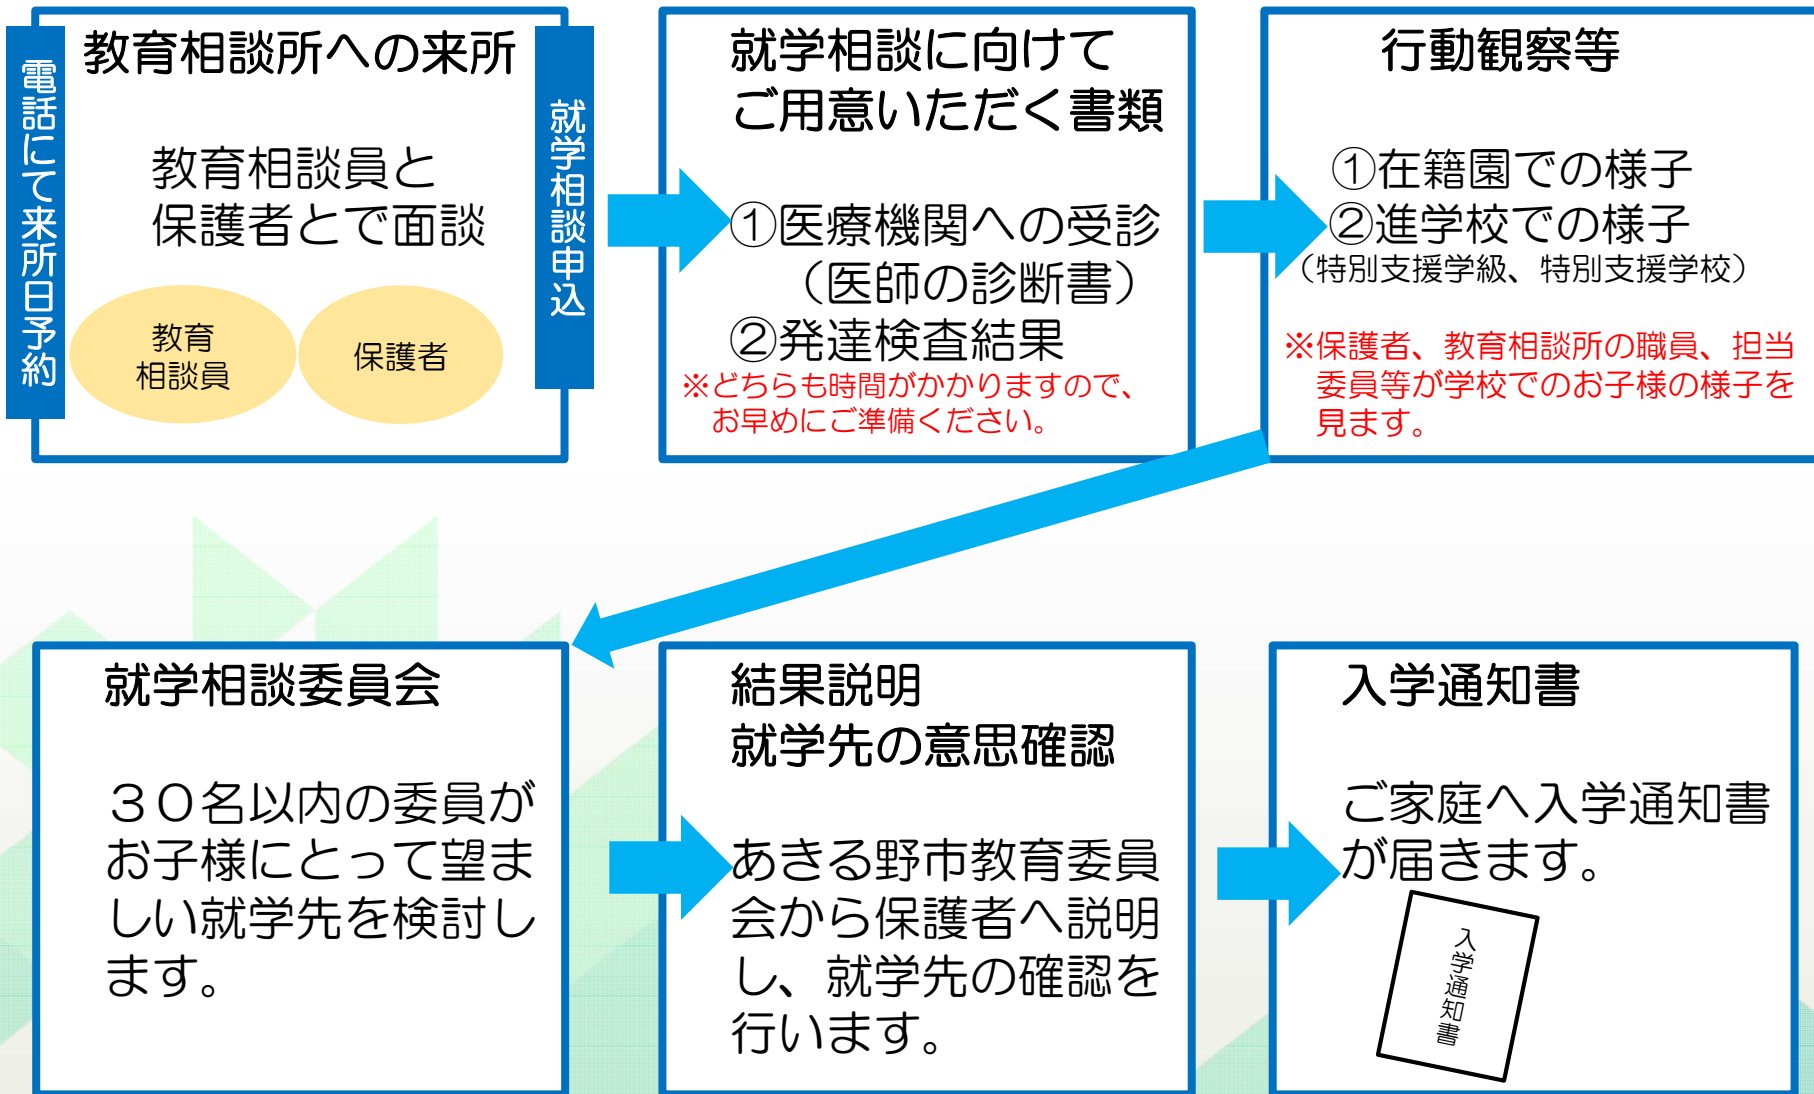 電話にて来所日予約
教育相談所への来所
教育相談員と
保護者とで面談
教育
相談員
保護者
就学相談申込
就学相談に向けて
ご用意いただく書類
①医療機関への受診
（医師の診断書）
②発達検査結果
※どちらも時間がかかりますので、
お早めにご準備ください。
行動観察等
①在籍園での様子
②進学校での様子
（特別支援学級、特別支援学校）
※保護者、教育相談所の職員、担当
委員等が学校でのお子様の様子を
見ます。
就学相談委員会
３０名以内の委員が
お子様にとって望ま
しい就学先を検討し
ます。
結果説明
就学先の意思確認
あきる野市教育委員
会から保護者へ説明
し、就学先の確認を
行います。
入学通知書
ご家庭へ入学通知書
が届きます。
入学通知書